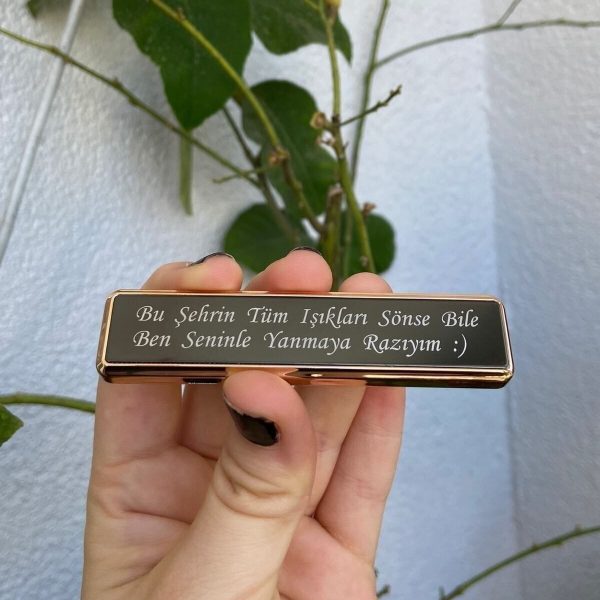 Bu Şehrin Tüm Işıkları Sönse Bile
Ben Seninle Yanmaya Razıyım :)